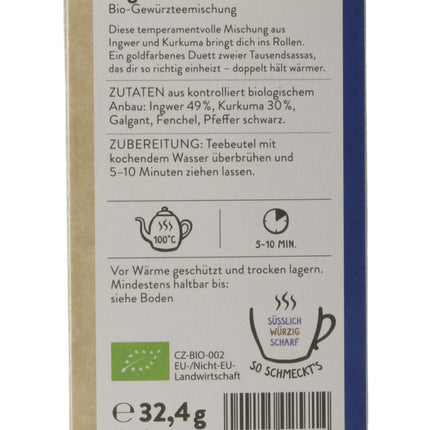 Bio-Gewürzteemischung
Diese temperamentvolle Mischung aus
Ingwer und Kurkuma bringt dich ins Rollen.
Ein goldfarbenes Duett zweier Tausendsassas,
das dir so richtig einheizt – doppelt hält wärmer.
ZUTATEN aus kontrolliert biologischem
Anbau: Ingwer 49%, Kurkuma 30%,
Galgant, Fenchel, Pfeffer schwarz.
ZUBEREITUNG: Teebeutel mit
kochendem Wasser überbrühen und
5–10 Minuten ziehen lassen.
100°C
5-10 MIN.
Vor Wärme geschützt und trocken lagern.
Mindestens haltbar bis:
siehe Boden
SÜSSLICH
WÜRZIG
SCHARF
SO SCHMECKT'S
CZ-BIO-002
EU-/Nicht-EU-
Landwirtschaft
℮ 32,4 g